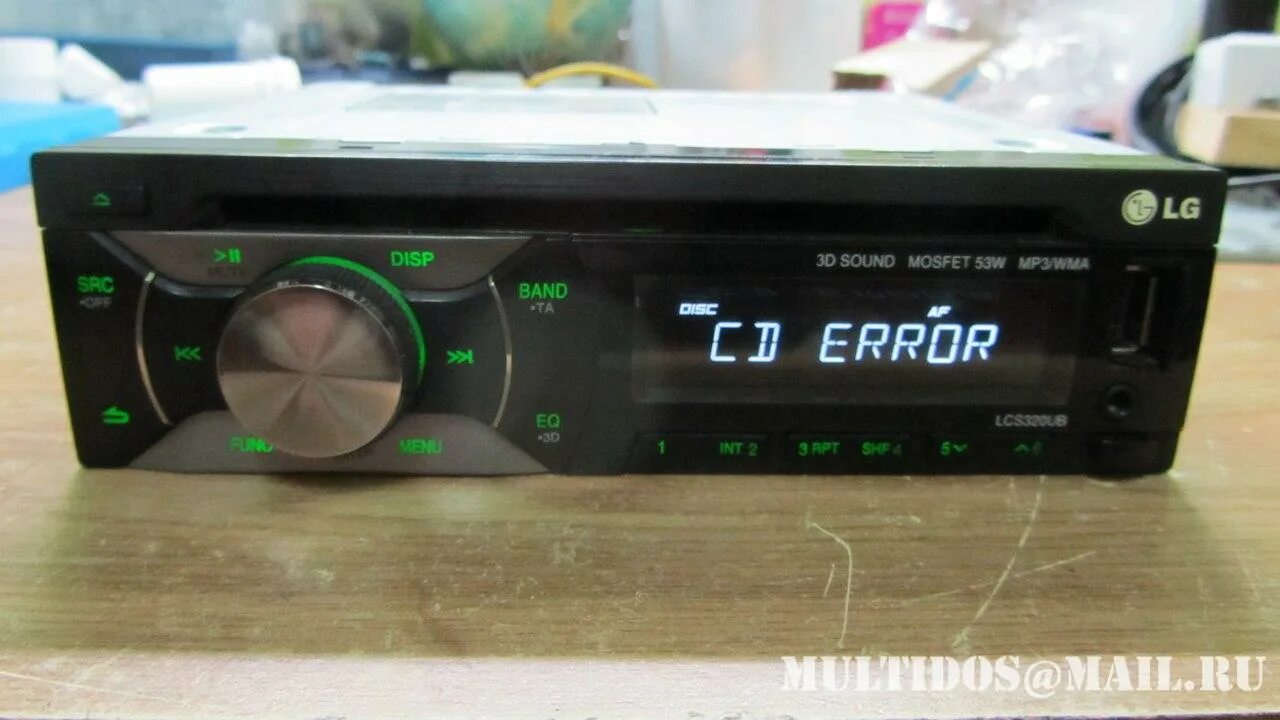 LG
3D SOUND MOSFET 53W MP3/WMA
DISP
SRC
•OFF
MUTE
BAND
•TA
DISC AF
CD ERROR
EQ
•3D
LCS320UB
FUNC
MENU
1 INT 2 3 RPT SHF 4 5 6
MULTIDOS@MAIL.RU